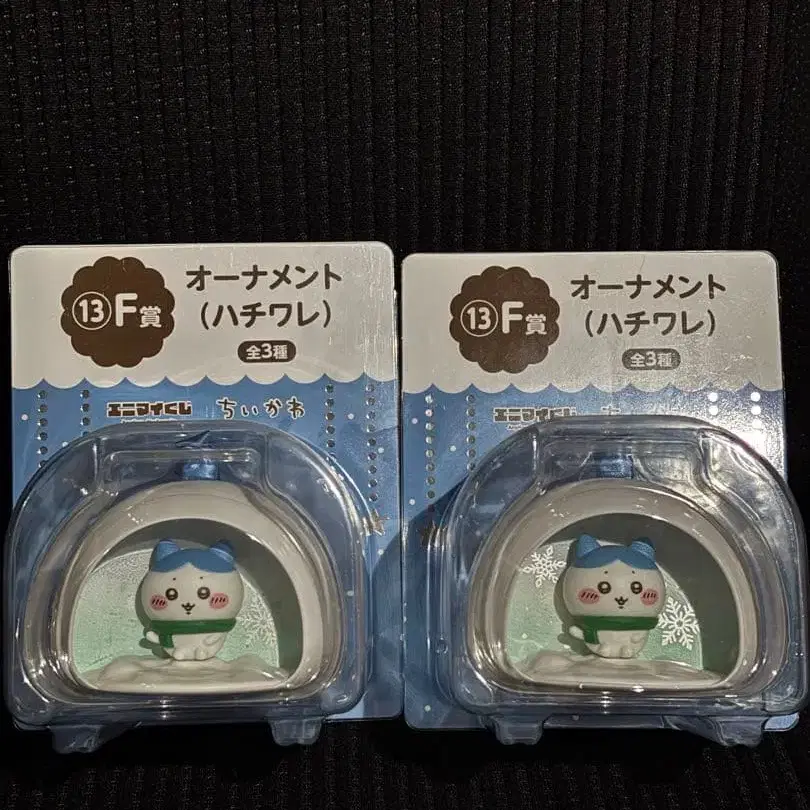 ⑬F賞
オーナメント
(ハチワレ)
全3種
エニマイくじ
ちいかわ
⑬F賞
オーナメント
(ハチワレ)
全3種
エニマイくじ